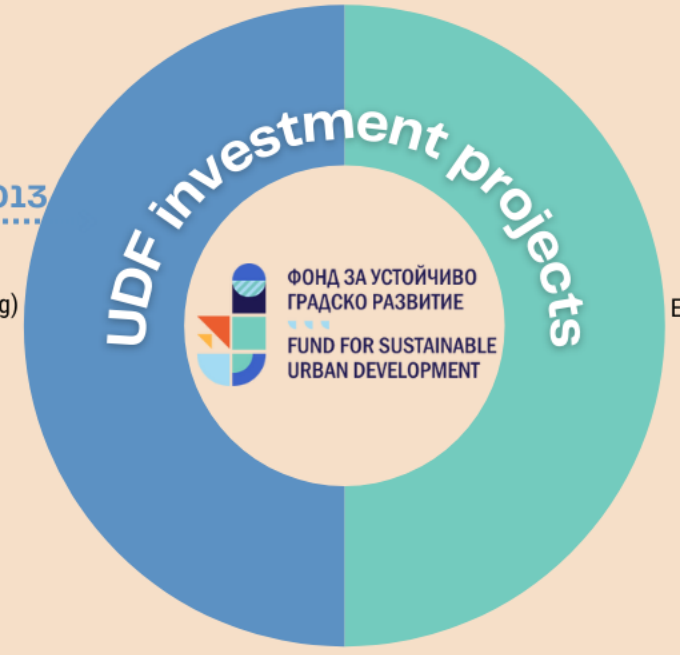 UDF investment projects
013
g)
E
ФОНД ЗА УСТОЙЧИВО
ГРАДСКО РАЗВИТИЕ
FUND FOR SUSTAINABLE
URBAN DEVELOPMENT